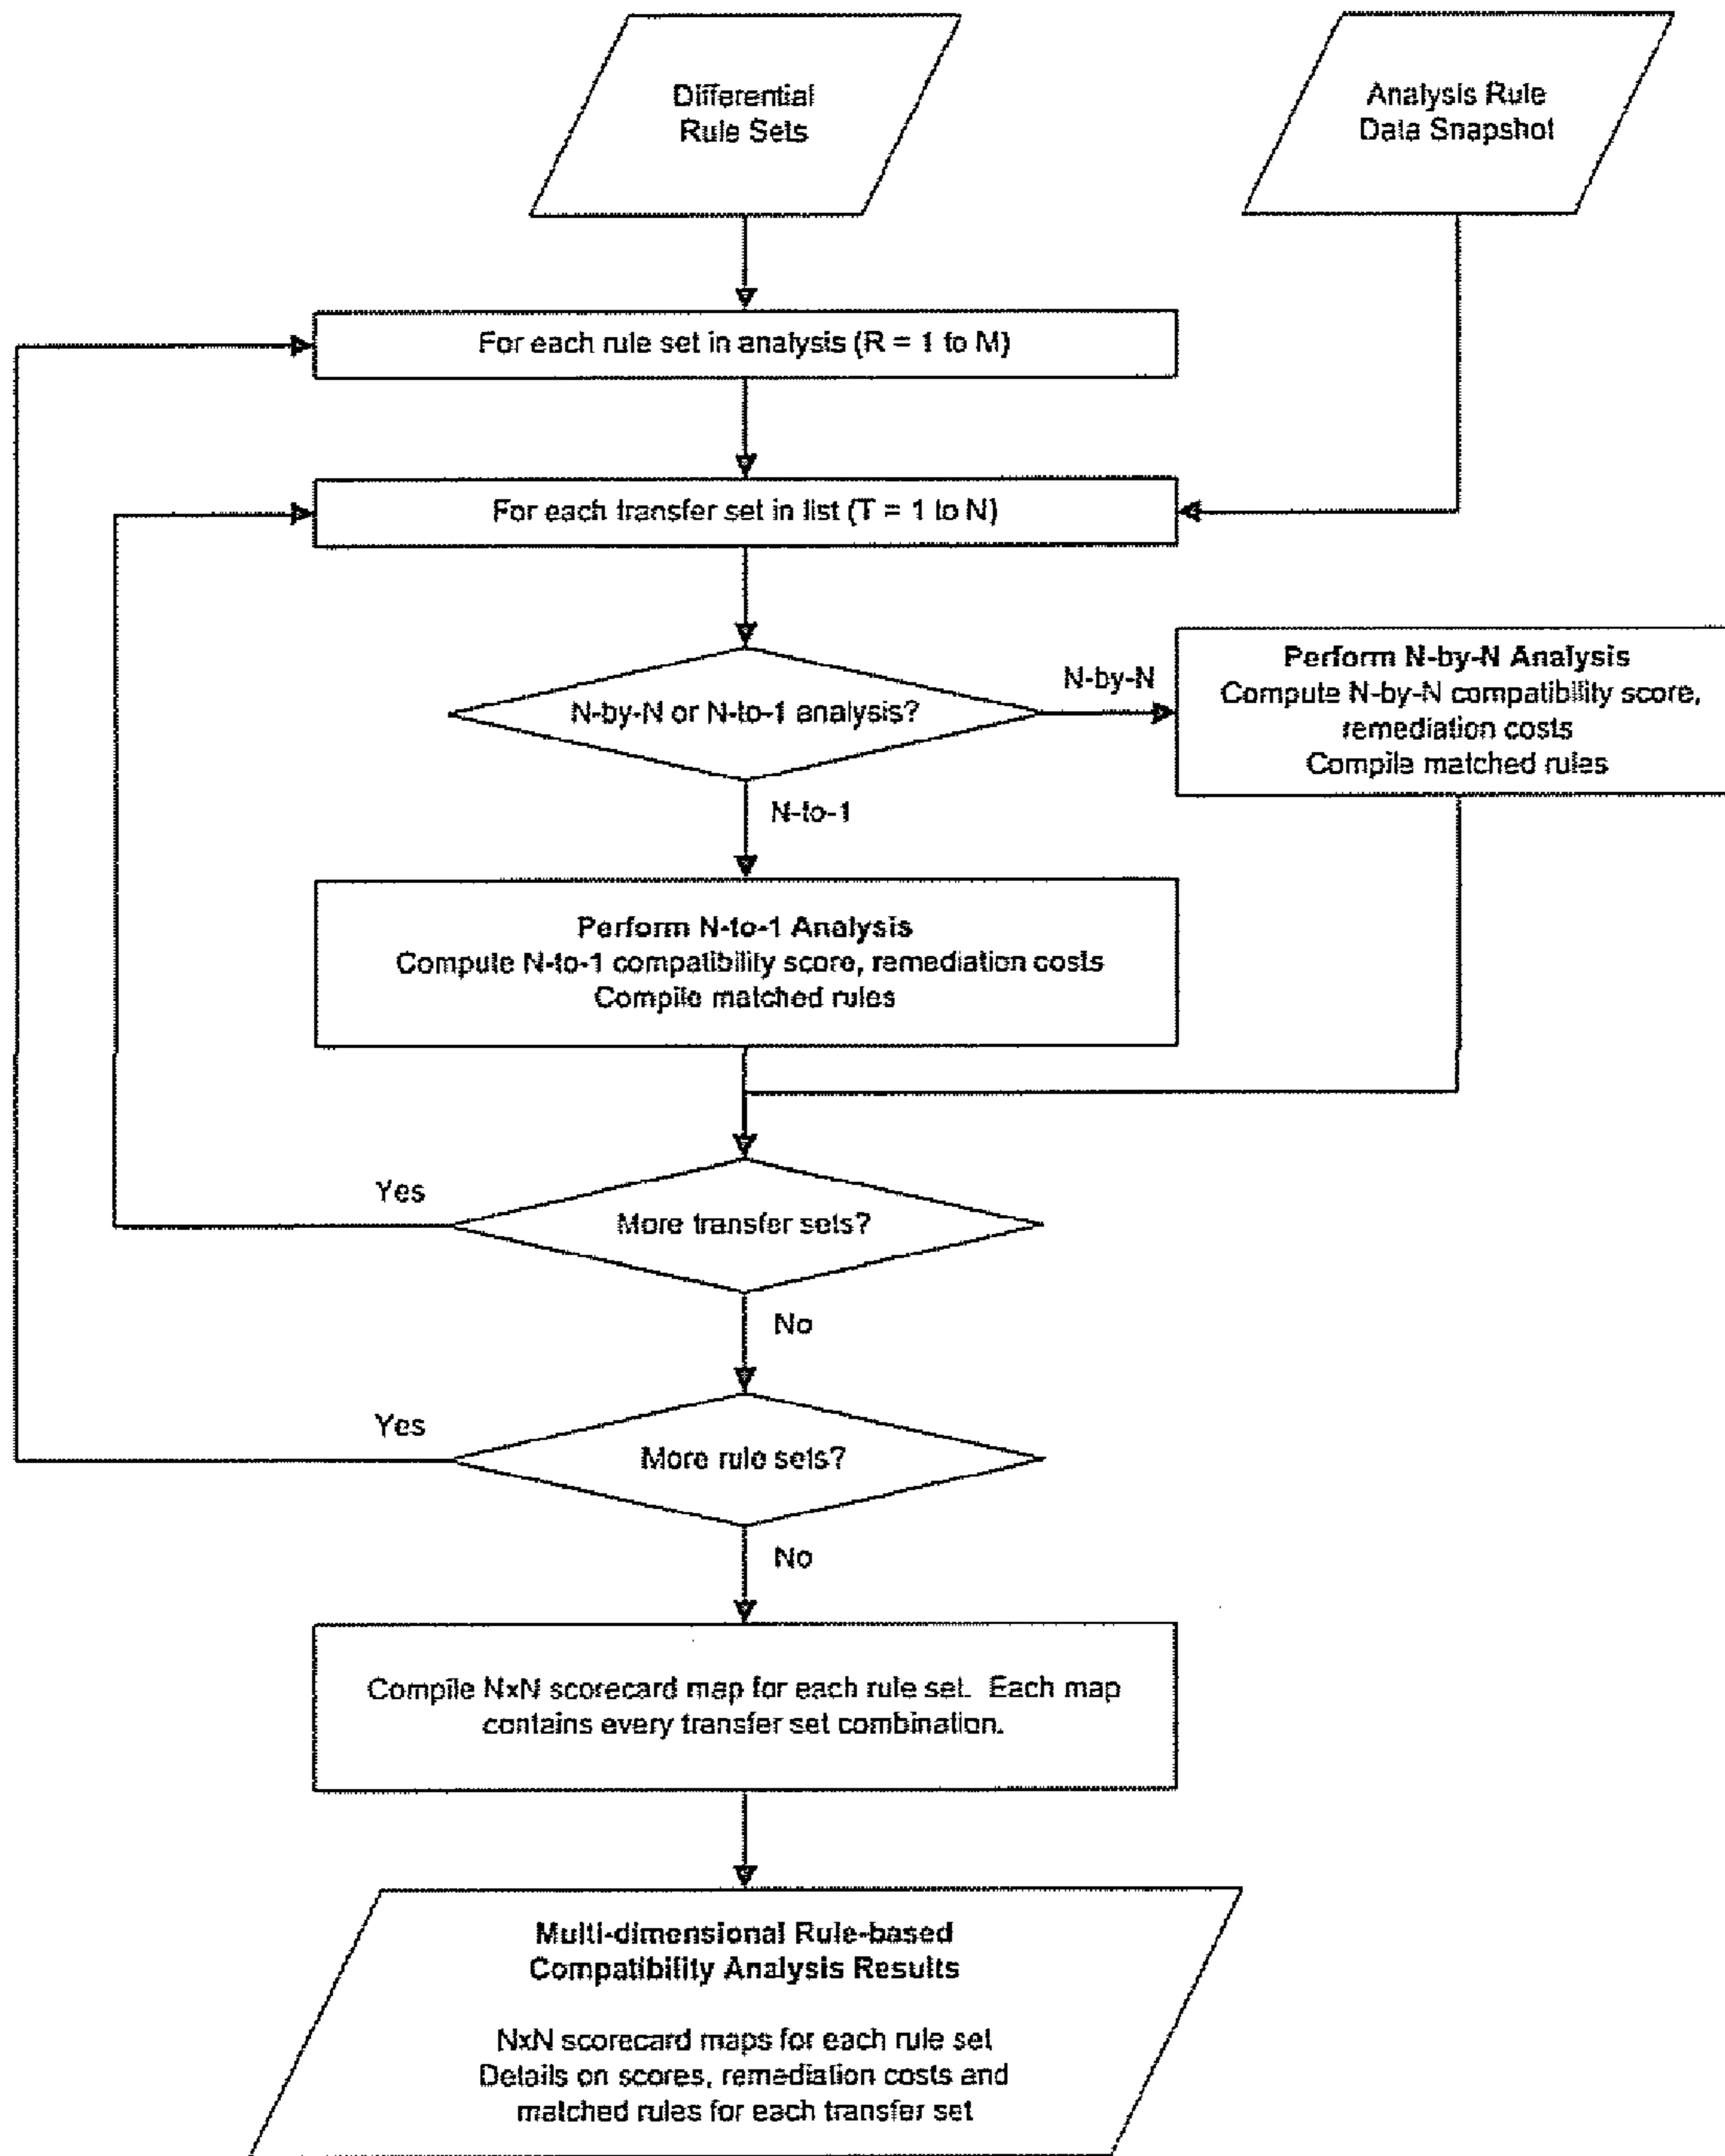 Differential
Rule Sets
Analysis Rule
Data Snapshot
For each rule set in analysis (R = 1 to M)
For each transfer set in list (T = 1 to N)
N-by-N or N-to-1 analysis?
N-by-N
Perform N-by-N Analysis
Compute N-by-N compatibility score,
remediation costs
Compile matched rules
N-to-1
Perform N-to-1 Analysis
Compute N-to-1 compatibility score, remediation costs
Compile matched rules
Yes
More transfer sets?
No
Yes
More rule sets?
No
Compile NxN scorecard map for each rule set. Each map
contains every transfer set combination.
Multi-dimensional Rule-based
Compatibility Analysis Results
NxN scorecard maps for each rule set
Details on scores, remediation costs and
matched rules for each transfer set